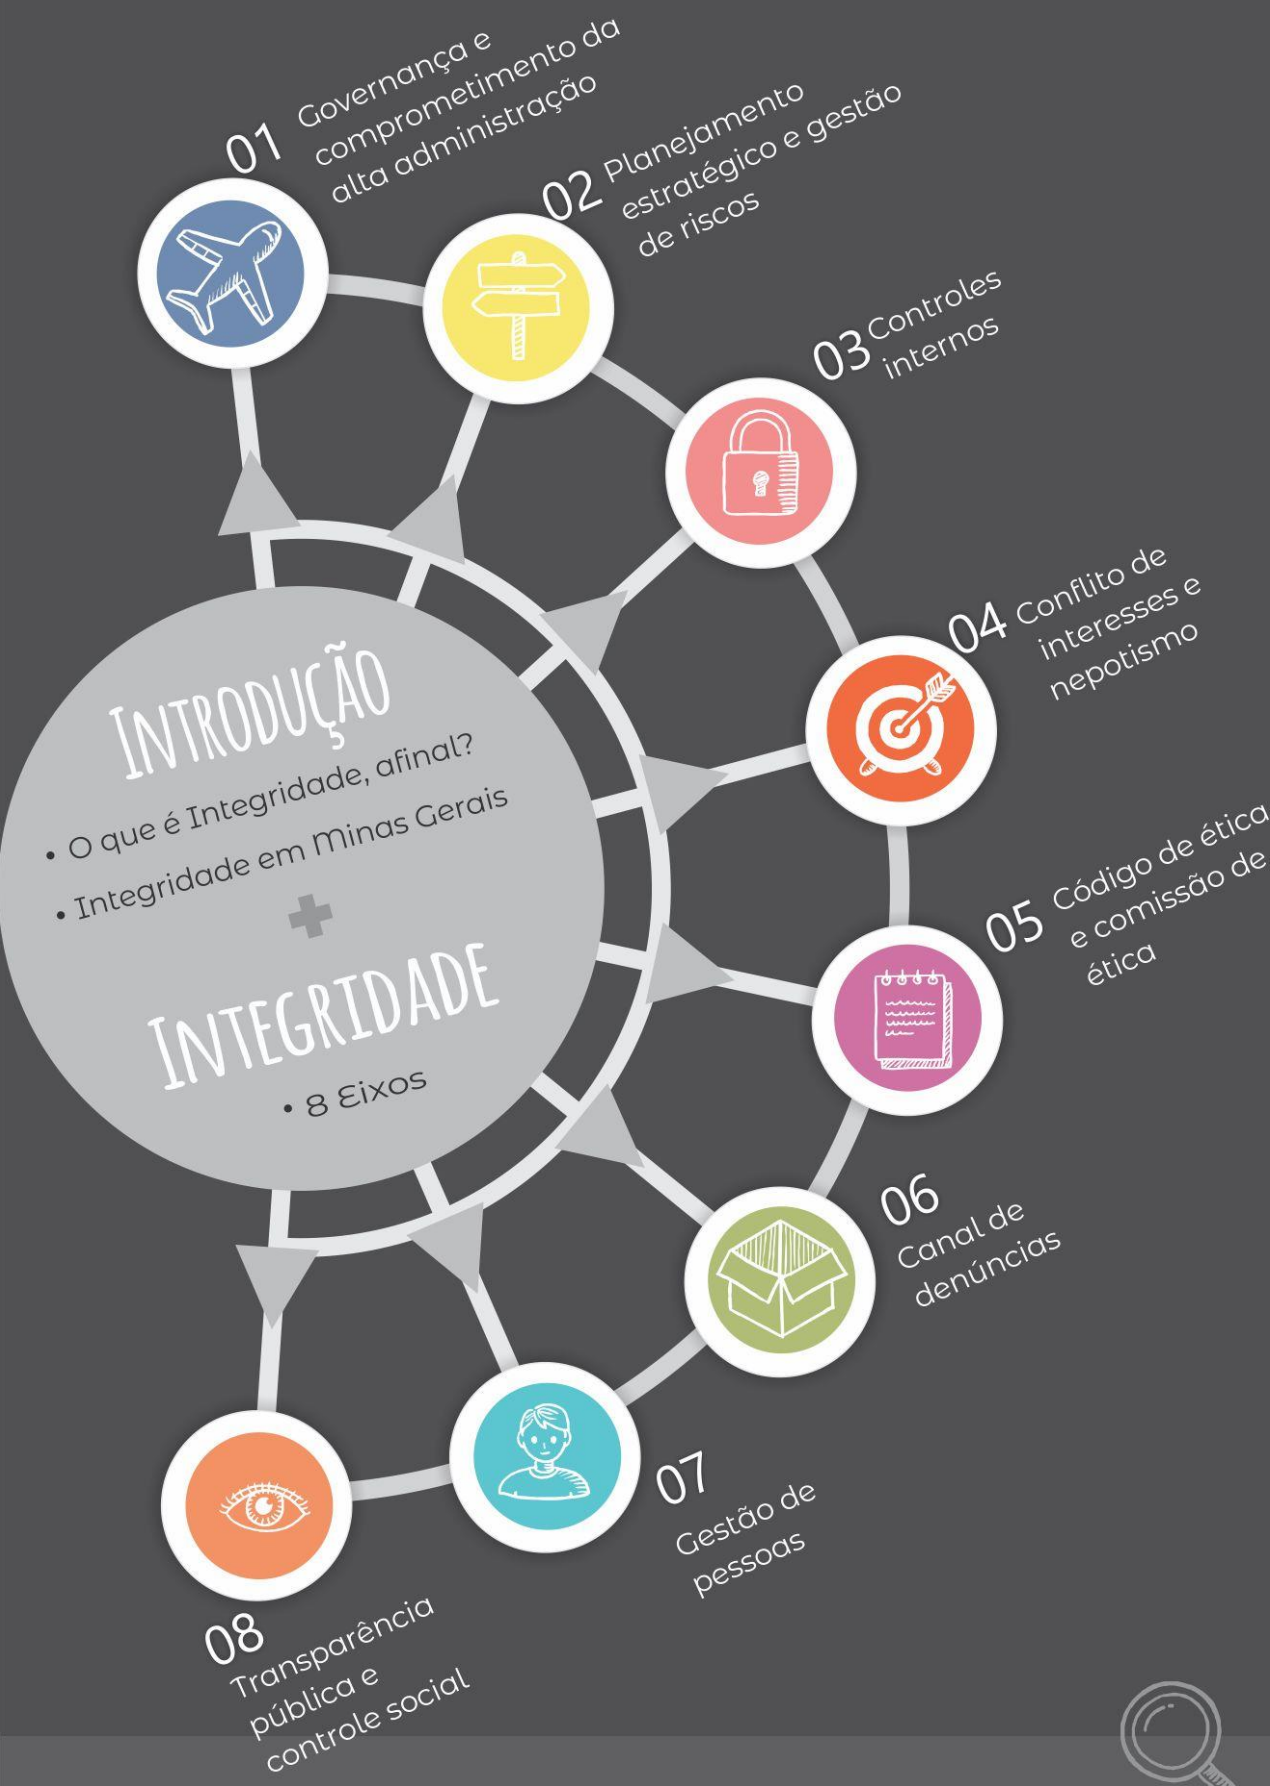 01
Governança e
comprometimento da
alta administração
02
Planejamento
estratégico e gestão
de riscos
03
Controles
internos
04
Conflito de
interesses e
nepotismo
05
Código de ética
e comissão de
ética
06
Canal de
denúncias
07
Gestão de
pessoas
08
Transparência
pública e
controle social
INTRODUÇÃO
• O que é Integridade, afinal?
• Integridade em Minas Gerais
INTEGRIDADE
• 8 Eixos